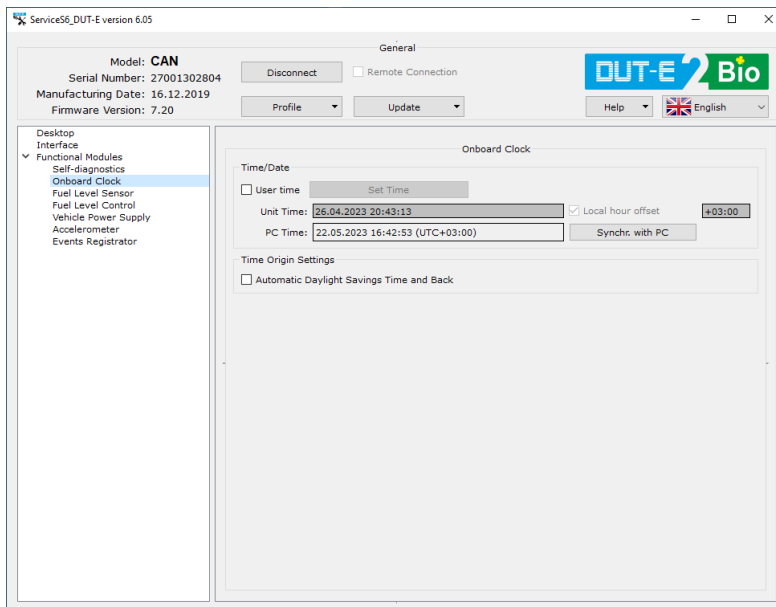 ServiceS6_DUT-E version 6.05
General
Model: CAN
Serial Number: 27001302804
Manufacturing Date: 16.12.2019
Firmware Version: 7.20
Disconnect
Remote Connection
Profile
Update
DUT-E 2 Bio
Help
English
Desktop
Interface
Functional Modules
Self-diagnostics
Onboard Clock
Fuel Level Sensor
Fuel Level Control
Vehicle Power Supply
Accelerometer
Events Registrator
Onboard Clock
Time/Date
User time
Set Time
Unit Time: 26.04.2023 20:43:13
Local hour offset
+03:00
PC Time: 22.05.2023 16:42:53 (UTC+03:00)
Synchr. with PC
Time Origin Settings
Automatic Daylight Savings Time and Back